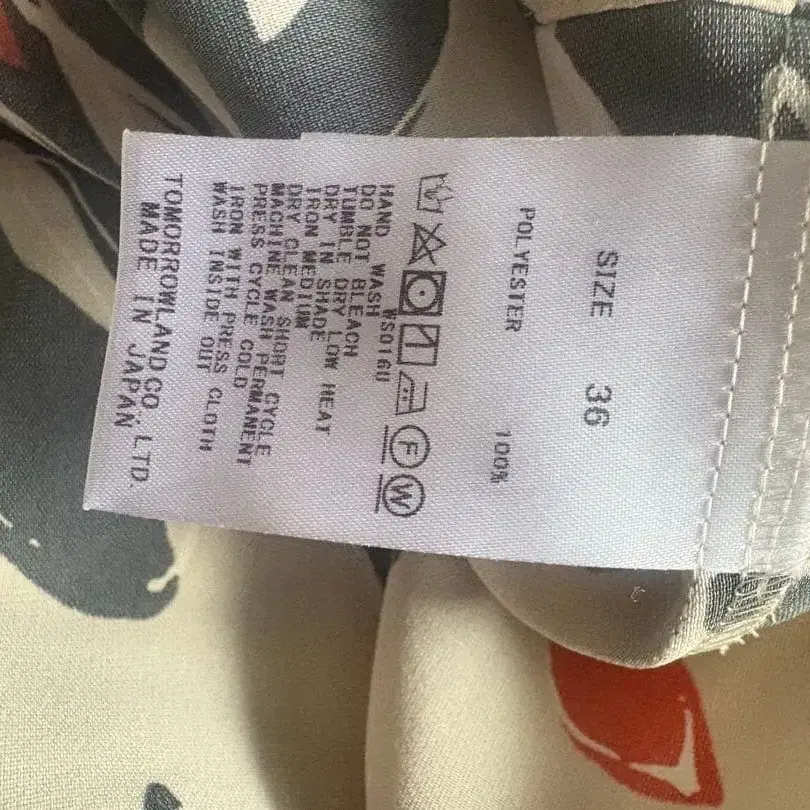 SIZE 36
POLYESTER 100%
F W
WS016U
HAND WASH
DO NOT BLEACH
TUMBLE DRY LOW HEAT
DRY IN SHADE
IRON MEDIUM
DRY CLEAN SHORT CYCLE
MACHINE WASH PERMANENT
PRESS CYCLE COLD
IRON WITH PRESS CLOTH
WASH INSIDE OUT
TOMORROWLAND CO., LTD.
MADE IN JAPAN